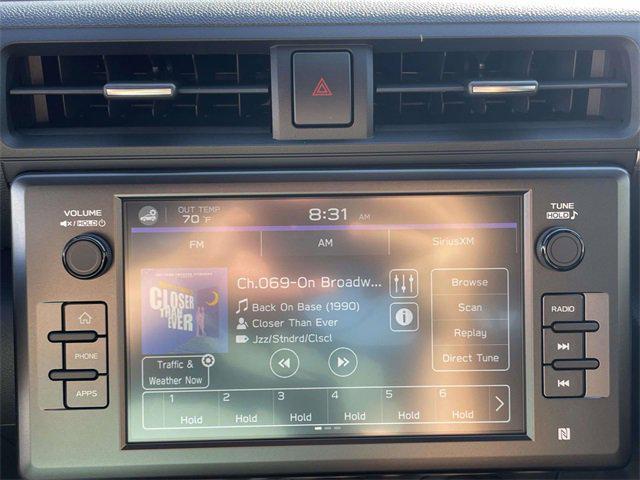 VOLUME
HOLD
OUT TEMP
70 °F
8:31 AM
TUNE
HOLD
FM
AM
SiriusXM
CLOSER
THAN
EVER
Ch.069-On Broadw...
Back On Base (1990)
Closer Than Ever
Jzz/Stndrd/Clscl
Browse
Scan
Replay
Direct Tune
Traffic &
Weather Now
PHONE
APPS
RADIO
1 2 3 4 5 6
Hold Hold Hold Hold Hold Hold